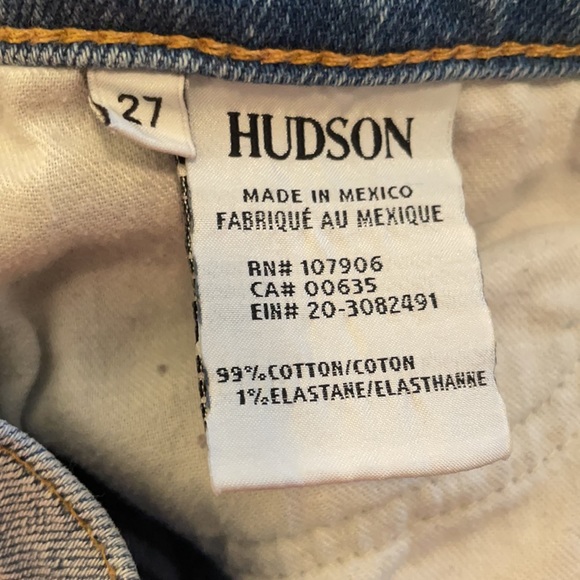 27
HUDSON
MADE IN MEXICO
FABRIQUÉ AU MEXIQUE
RN# 107906
CA# 00635
EIN# 20-3082491
99%COTTON/COTON
1%ELASTANE/ELASTHANNE